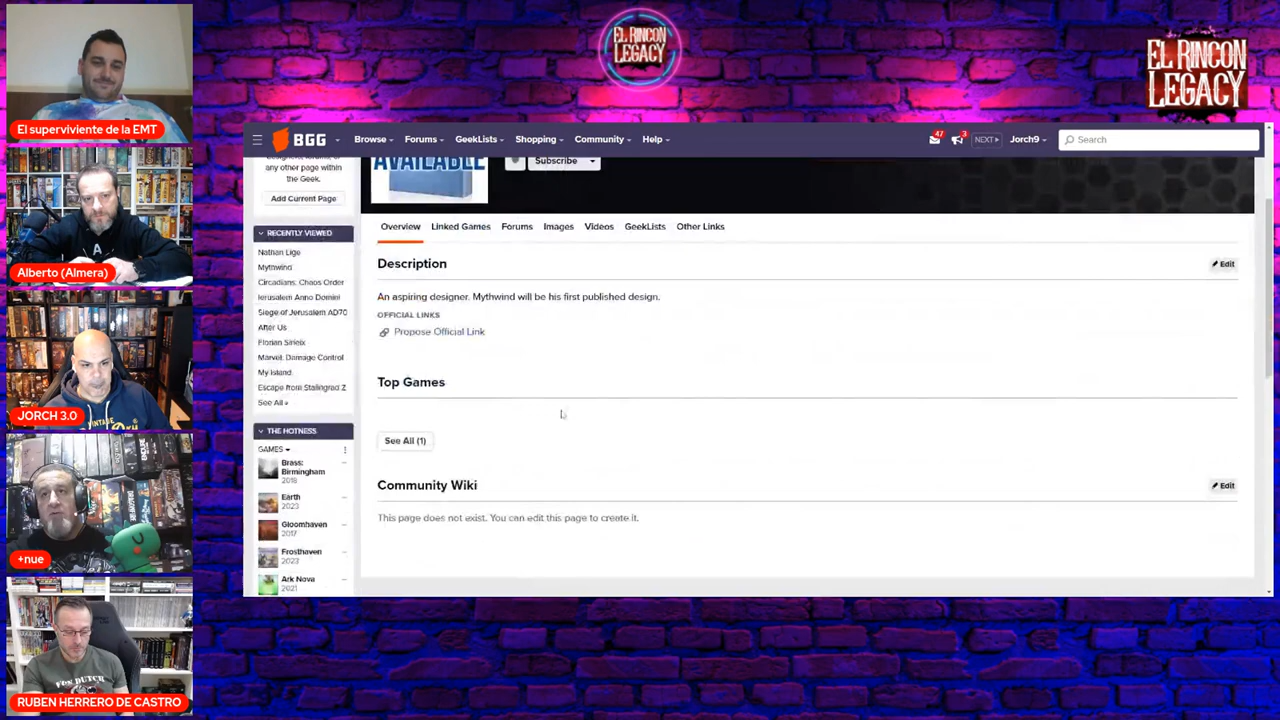 El superviviente de la EMT
Alberto (Almera)
JORCH 3.0
+nue
RUBEN HERRERO DE CASTRO
EL RINCON
LEGACY
EL RINCON
LEGACY
BGG
Browse
Forums
GeekLists
Shopping
Community
Help
47
3
NEXT
Jorch9
Search
designers, forums, or
any other page within
the Geek.
Add Current Page
RECENTLY VIEWED
Nathan Lige
Mythwind
Circadians: Chaos Order
Jerusalem Anno Domini
Siege of Jerusalem AD70
After Us
Florian Sirieix
Marvel: Damage Control
My Island
Escape from Stalingrad Z
See All »
THE HOTNESS
GAMES
Brass:
Birmingham
2018
Earth
2023
Gloomhaven
2017
Frosthaven
2023
Ark Nova
2021
AVAILABLE
Subscribe
Overview
Linked Games
Forums
Images
Videos
GeekLists
Other Links
Description
Edit
An aspiring designer. Mythwind will be his first published design.
OFFICIAL LINKS
Propose Official Link
Top Games
See All (1)
Community Wiki
Edit
This page does not exist. You can edit this page to create it.